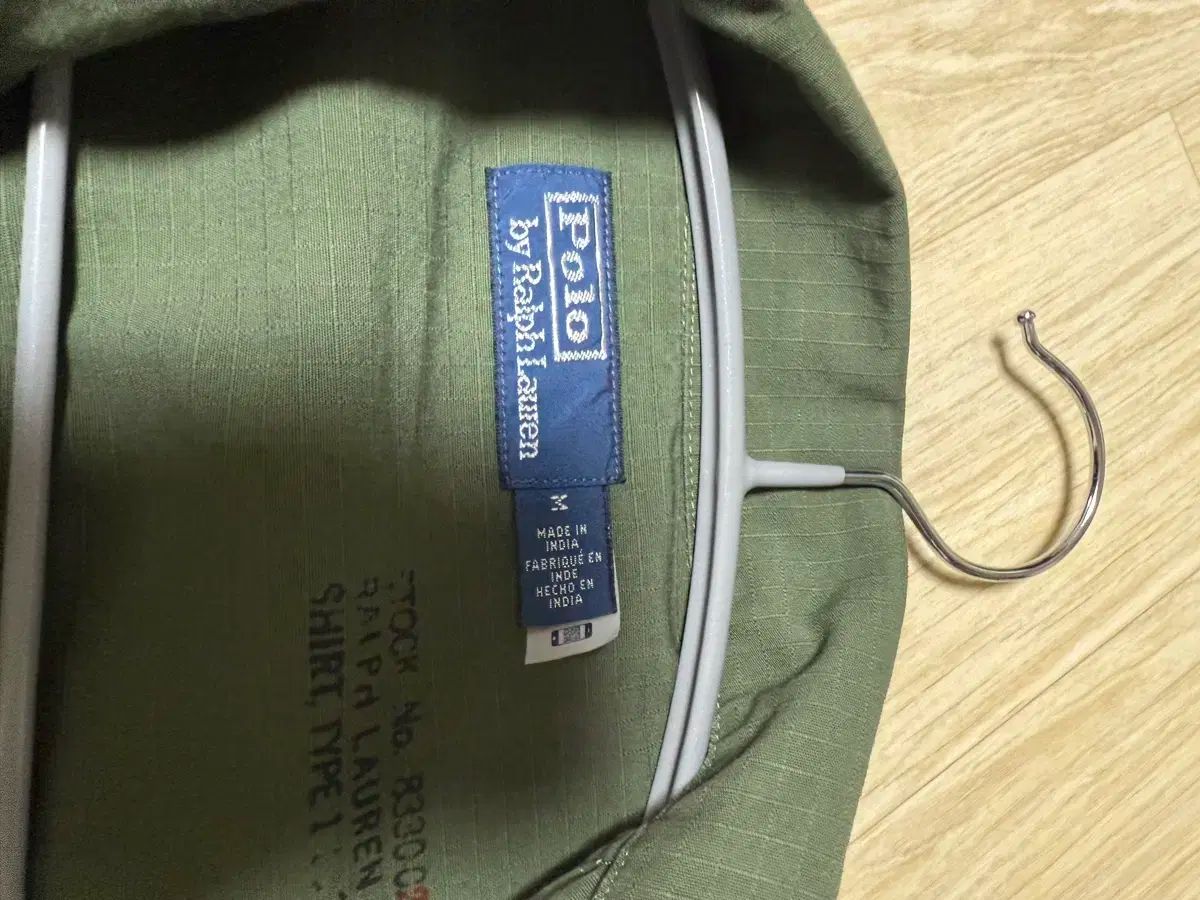 Polo
by Ralph Lauren
M
MADE IN
INDIA
FABRIQUÉ EN
INDE
HECHO EN
INDIA
STOCK No. 8330
RALPH LAUREN
SHIRT, TYPE 1